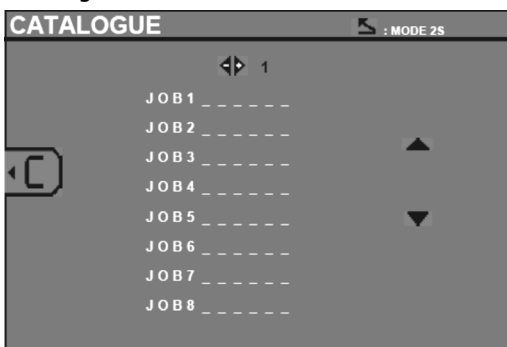 CATALOGUE : MODE 2S
1
JOB1 _ _ _ _ _ _
JOB2 _ _ _ _ _ _
JOB3 _ _ _ _ _ _
JOB4 _ _ _ _ _ _
JOB5 _ _ _ _ _ _
JOB6 _ _ _ _ _ _
JOB7 _ _ _ _ _ _
JOB8 _ _ _ _ _ _
C